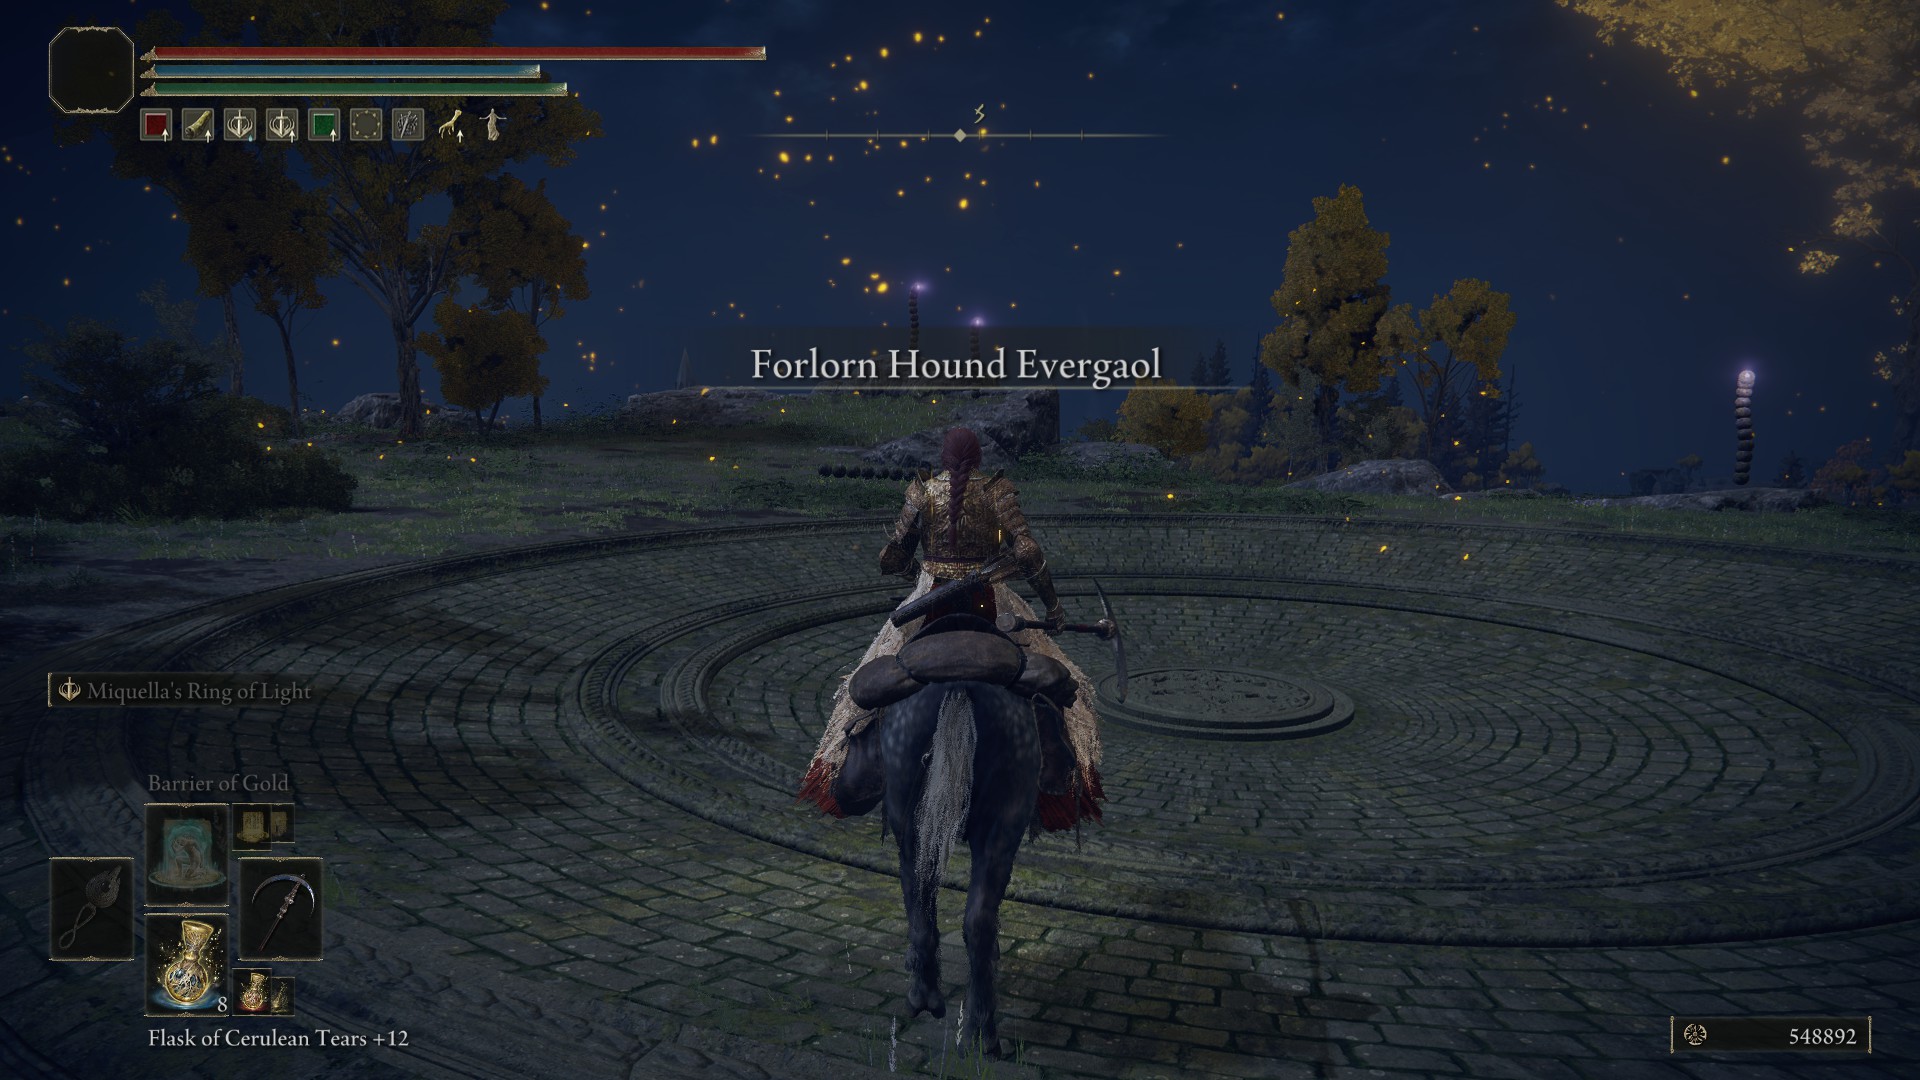 S
Forlorn Hound Evergaol
Miquella's Ring of Light
Barrier of Gold
8
Flask of Cerulean Tears +12
548892